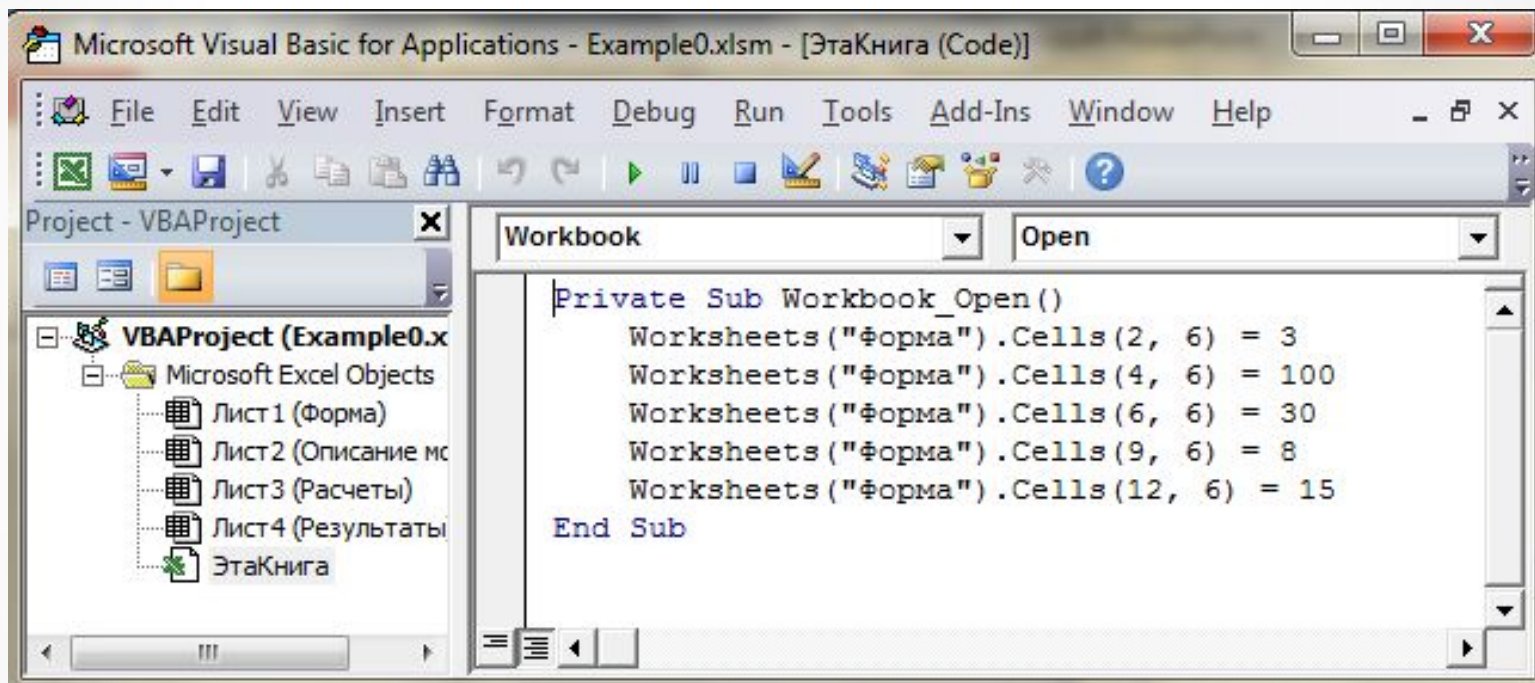 Microsoft Visual Basic for Applications - Example0.xlsm - [ЭтаКнига (Code)]
File Edit View Insert Format Debug Run Tools Add-Ins Window Help
Project - VBAProject
Workbook Open
VBAProject (Example0.x
Microsoft Excel Objects
Лист1 (Форма)
Лист2 (Описание мо
Лист3 (Расчеты)
Лист4 (Результаты)
ЭтаКнига
Private Sub Workbook_Open()
Worksheets("Форма").Cells(2, 6) = 3
Worksheets("Форма").Cells(4, 6) = 100
Worksheets("Форма").Cells(6, 6) = 30
Worksheets("Форма").Cells(9, 6) = 8
Worksheets("Форма").Cells(12, 6) = 15
End Sub